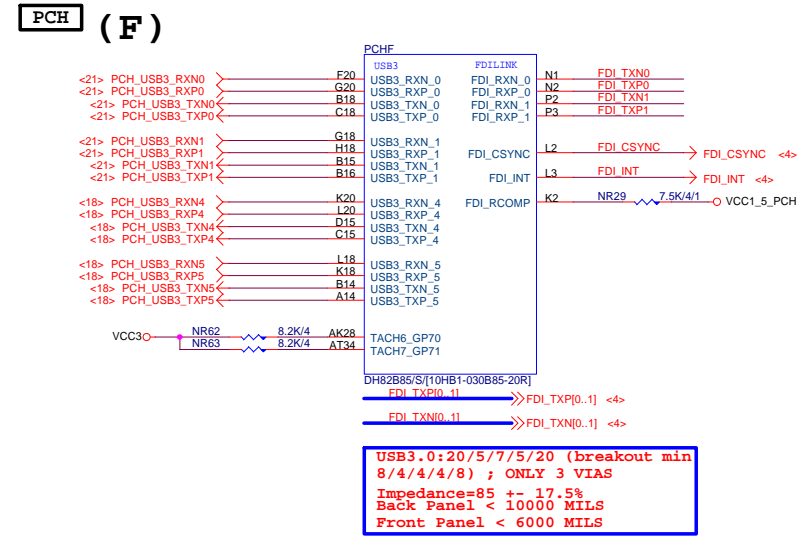 PCH (F)
PCHF
USB3 FDILINK
<21> PCH_USB3_RXN0 F20 USB3_RXN_0 FDI_RXN_0 N1 FDI_TXN0
<21> PCH_USB3_RXP0 G20 USB3_RXP_0 FDI_RXP_0 N2 FDI_TXP0
<21> PCH_USB3_TXN0 B18 USB3_TXN_0 FDI_RXN_1 P2 FDI_TXN1
<21> PCH_USB3_TXP0 C18 USB3_TXP_0 FDI_RXP_1 P3 FDI_TXP1
<21> PCH_USB3_RXN1 G18 USB3_RXN_1
<21> PCH_USB3_RXP1 H18 USB3_RXP_1 FDI_CSYNC L2 FDI_CSYNC FDI_CSYNC <4>
<21> PCH_USB3_TXN1 B15 USB3_TXN_1
<21> PCH_USB3_TXP1 B16 USB3_TXP_1 FDI_INT L3 FDI_INT FDI_INT <4>
<18> PCH_USB3_RXN4 K20 USB3_RXN_4 FDI_RCOMP K2 NR29 7.5K/4/1 VCC1_5_PCH
<18> PCH_USB3_RXP4 L20 USB3_RXP_4
<18> PCH_USB3_TXN4 D15 USB3_TXN_4
<18> PCH_USB3_TXP4 C15 USB3_TXP_4
<18> PCH_USB3_RXN5 L18 USB3_RXN_5
<18> PCH_USB3_RXP5 K18 USB3_RXP_5
<18> PCH_USB3_TXN5 B14 USB3_TXN_5
<18> PCH_USB3_TXP5 A14 USB3_TXP_5
VCC3 NR62 8.2K/4 AK28 TACH6_GP70
NR63 8.2K/4 AT34 TACH7_GP71
DH82B85/S/[10HB1-030B85-20R]
FDI_TXP[0..1] FDI_TXP[0..1] <4>
FDI_TXN[0..1] FDI_TXN[0..1] <4>
USB3.0:20/5/7/5/20 (breakout min
8/4/4/4/8) ; ONLY 3 VIAS
Impedance=85 +- 17.5%
Back Panel < 10000 MILS
Front Panel < 6000 MILS